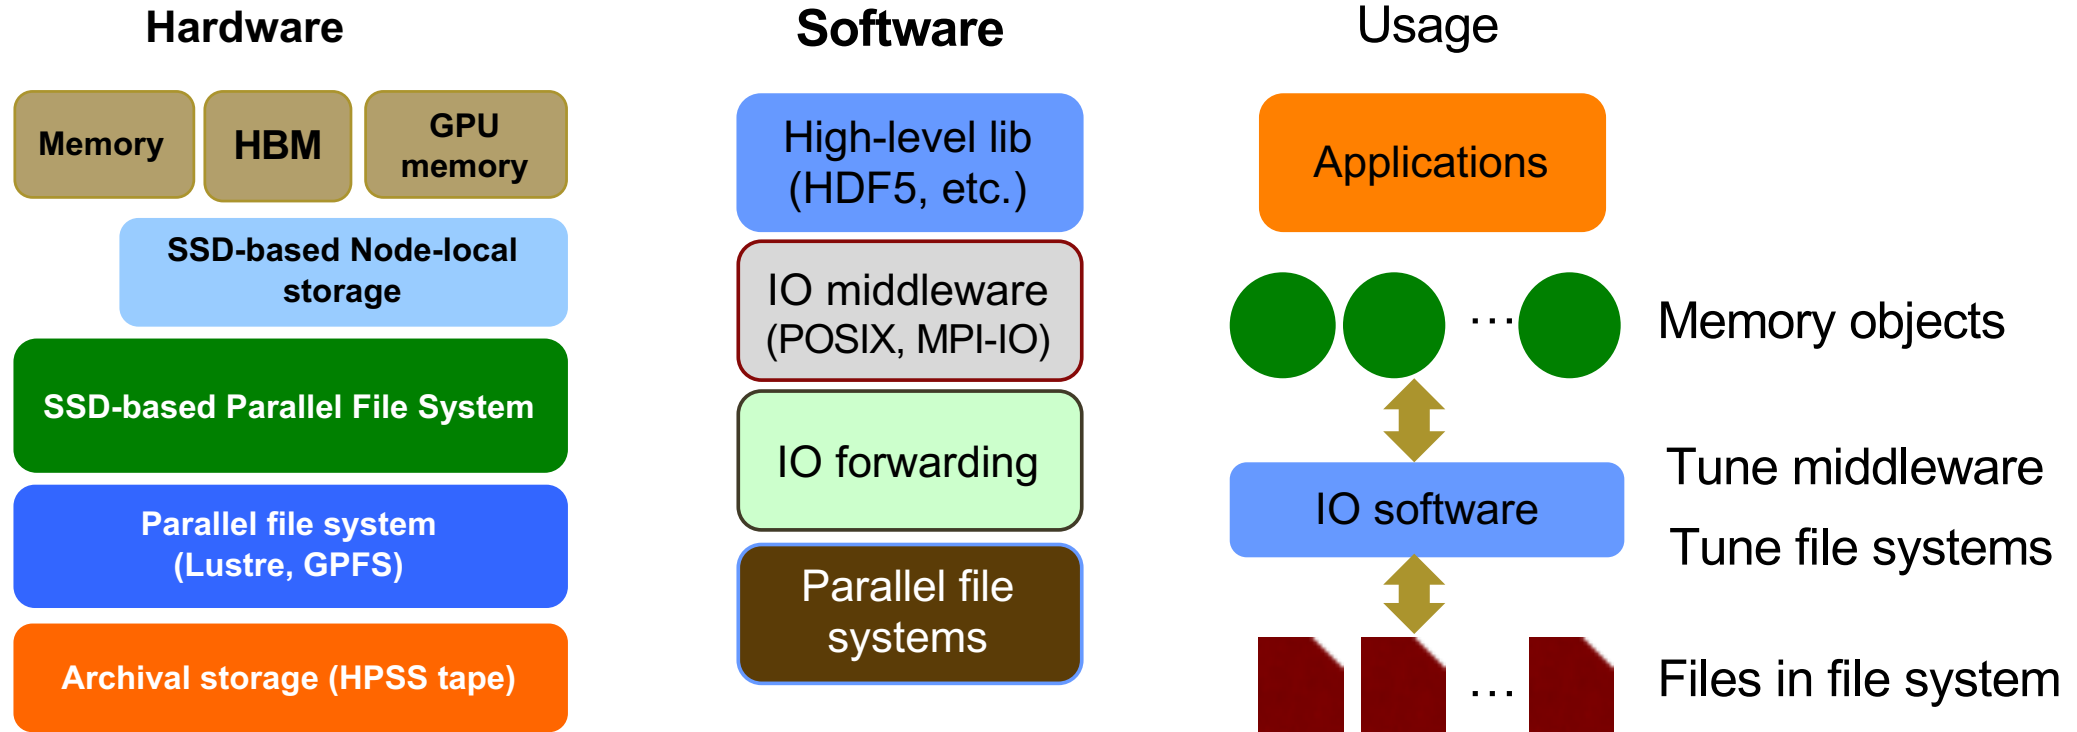 Hardware
Memory
HBM
GPU
memory
SSD-based Node-local
storage
SSD-based Parallel File System
Parallel file system
(Lustre, GPFS)
Archival storage (HPSS tape)
Software
High-level lib
(HDF5, etc.)
IO middleware
(POSIX, MPI-IO)
IO forwarding
Parallel file
systems
Usage
Applications
...
Memory objects
IO software
Tune middleware
Tune file systems
...
Files in file system